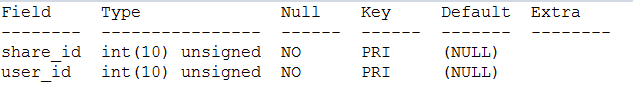 Field     Type              Null    Key     Default  Extra
--------  ----------------  ------  ------  -------  --------
share_id  int(10) unsigned  NO      PRI     (NULL)
user_id   int(10) unsigned  NO      PRI     (NULL)